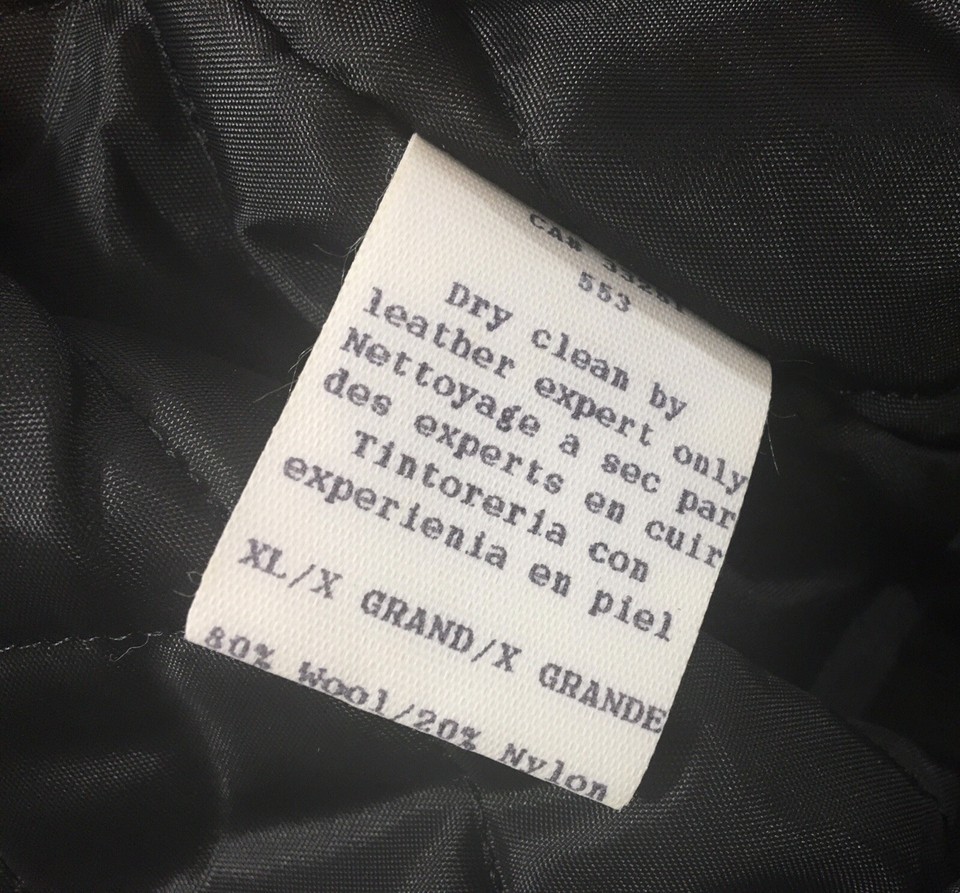 CA#
553
Dry clean by
leather expert only
Nettoyage a sec par
des experts en cuir
Tintoreria con
experienia en piel
XL/X GRAND/X GRANDE
80% Wool/20% Nylon